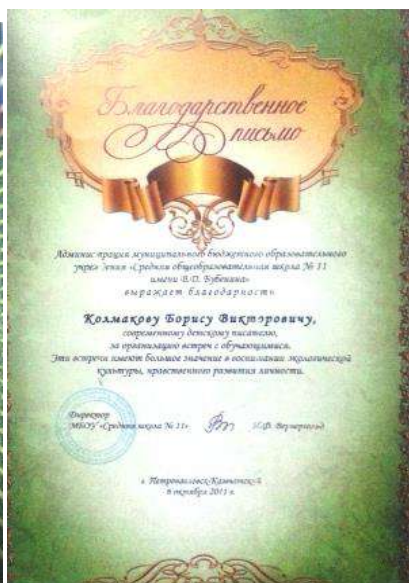 Благодарственное
письмо
Администрация муниципального бюджетного образовательного
учреждения «Средняя общеобразовательная школа № 11
имени В.П. Бубенина»
выражает благодарность
Колмакову Борису Викторовичу,
современному детскому писателю,
за организацию встреч с обучающимися.
Эти встречи имеют большое значение в воспитании экологической
культуры, нравственного развития личности.
Директор
МБОУ «Средняя школа № 11»
г. Петропавловск-Камчатский
6 октября 2011 г.